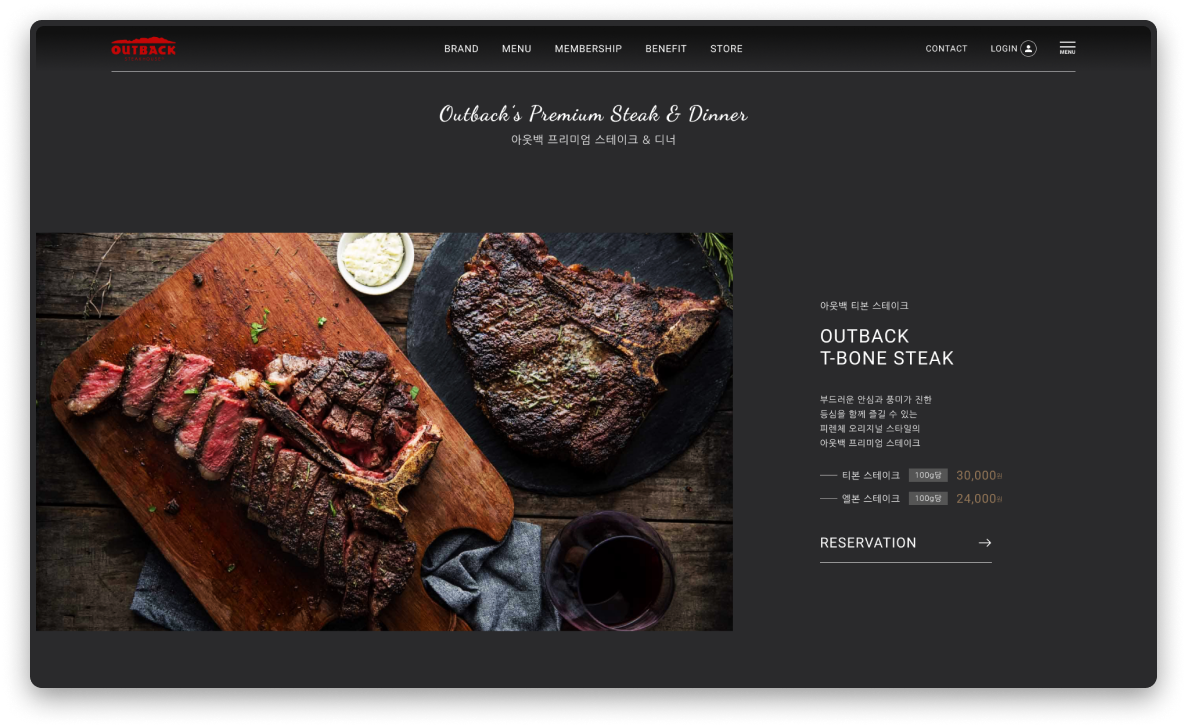 OUTBACK
BRAND MENU MEMBERSHIP BENEFIT STORE
CONTACT LOGIN
MENU
Outback's Premium Steak & Dinner
아웃백 프리미엄 스테이크 & 디너
아웃백 티본 스테이크
OUTBACK
T-BONE STEAK
부드러운 안심과 풍미가 진한
등심을 함께 즐길 수 있는
피렌체 오리지널 스타일의
아웃백 프리미엄 스테이크
티본 스테이크 100g당 30,000원
엘본 스테이크 100g당 24,000원
RESERVATION →